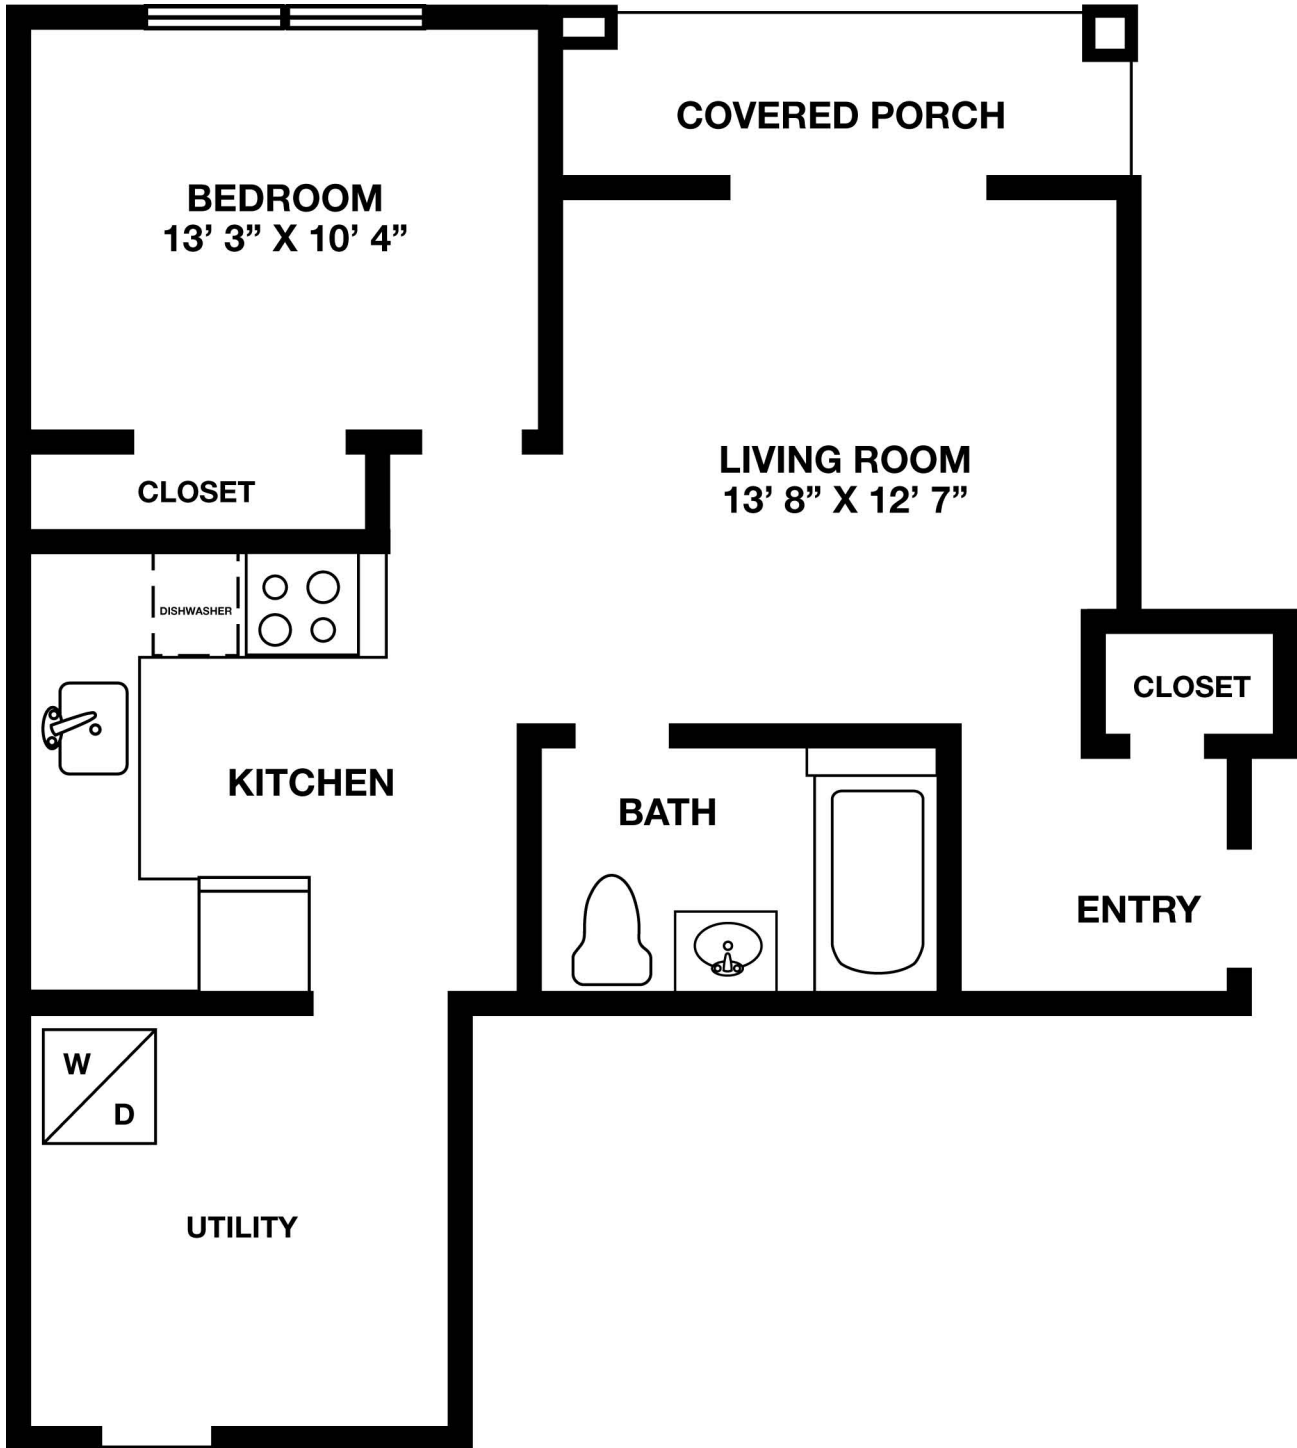 COVERED PORCH
BEDROOM
13’ 3” X 10’ 4”
LIVING ROOM
13’ 8” X 12’ 7”
CLOSET
DISHWASHER
CLOSET
KITCHEN
BATH
ENTRY
W
D
UTILITY